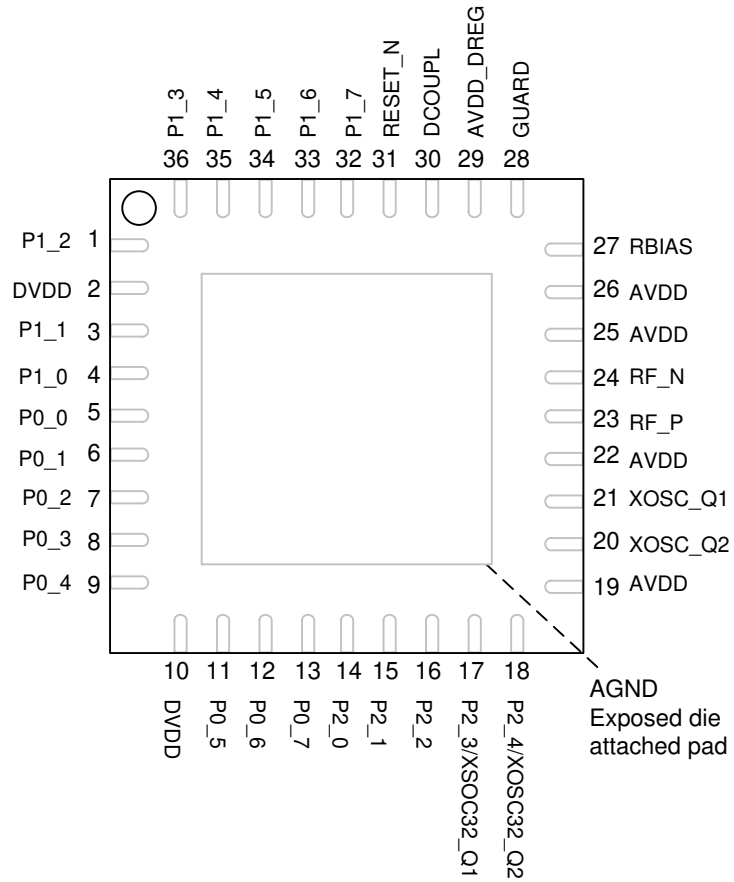 P1_3
P1_4
P1_5
P1_6
P1_7
RESET_N
DCOUPL
AVDD_DREG
GUARD
36 35 34 33 32 31 30 29 28
P1_2 1
DVDD 2
P1_1 3
P1_0 4
P0_0 5
P0_1 6
P0_2 7
P0_3 8
P0_4 9
27 RBIAS
26 AVDD
25 AVDD
24 RF_N
23 RF_P
22 AVDD
21 XOSC_Q1
20 XOSC_Q2
19 AVDD
10 11 12 13 14 15 16 17 18
DVDD
P0_5
P0_6
P0_7
P2_0
P2_1
P2_2
P2_3/XSOC32_Q1
P2_4/XOSC32_Q2
AGND
Exposed die
attached pad